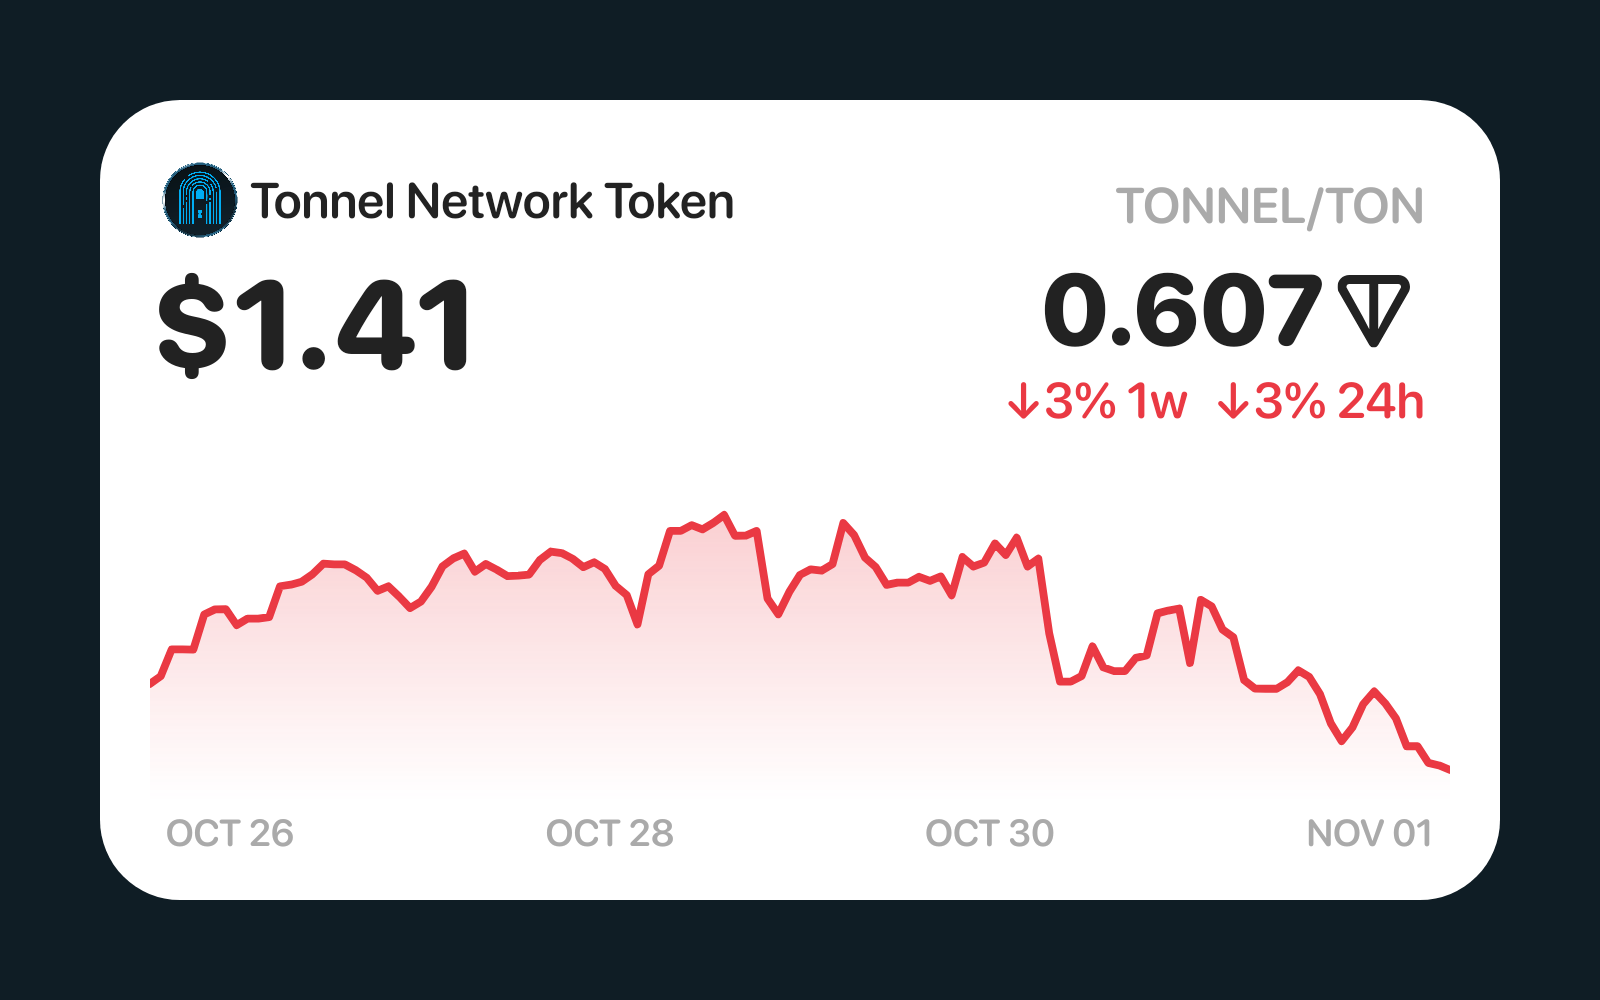 Tonnel Network Token
TONNEL/TON
$1.41
0.607
↓3% 1w ↓3% 24h
OCT 26
OCT 28
OCT 30
NOV 01